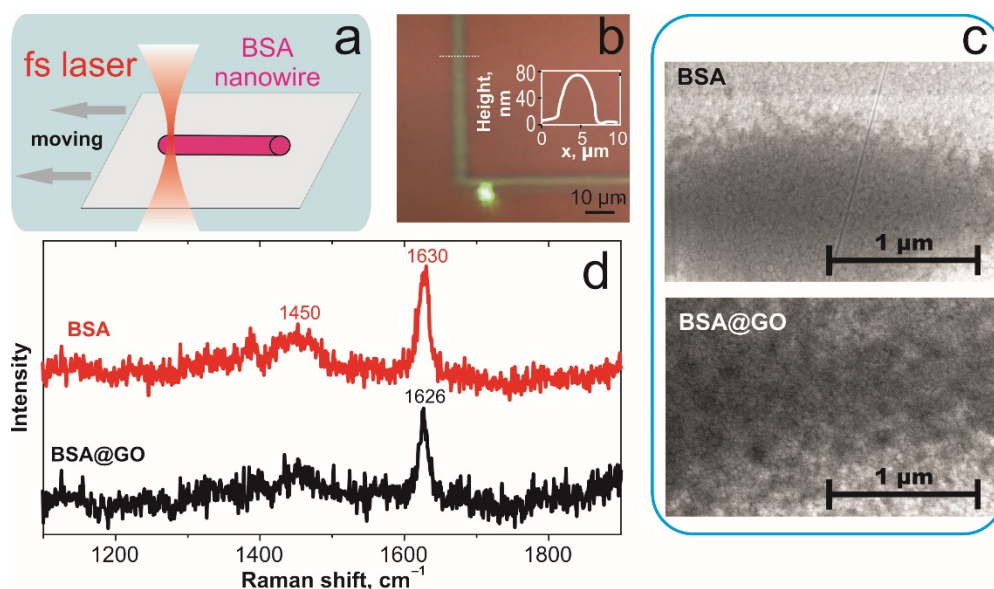 a
fs laser
BSA
nanowire
moving
b
Height,
nm
80
40
0
0 5 10
x, µm
10 µm
c
BSA
1 µm
BSA@GO
1 µm
d
1630
1450
BSA
1626
BSA@GO
Intensity
1200 1400 1600 1800
Raman shift, cm⁻¹